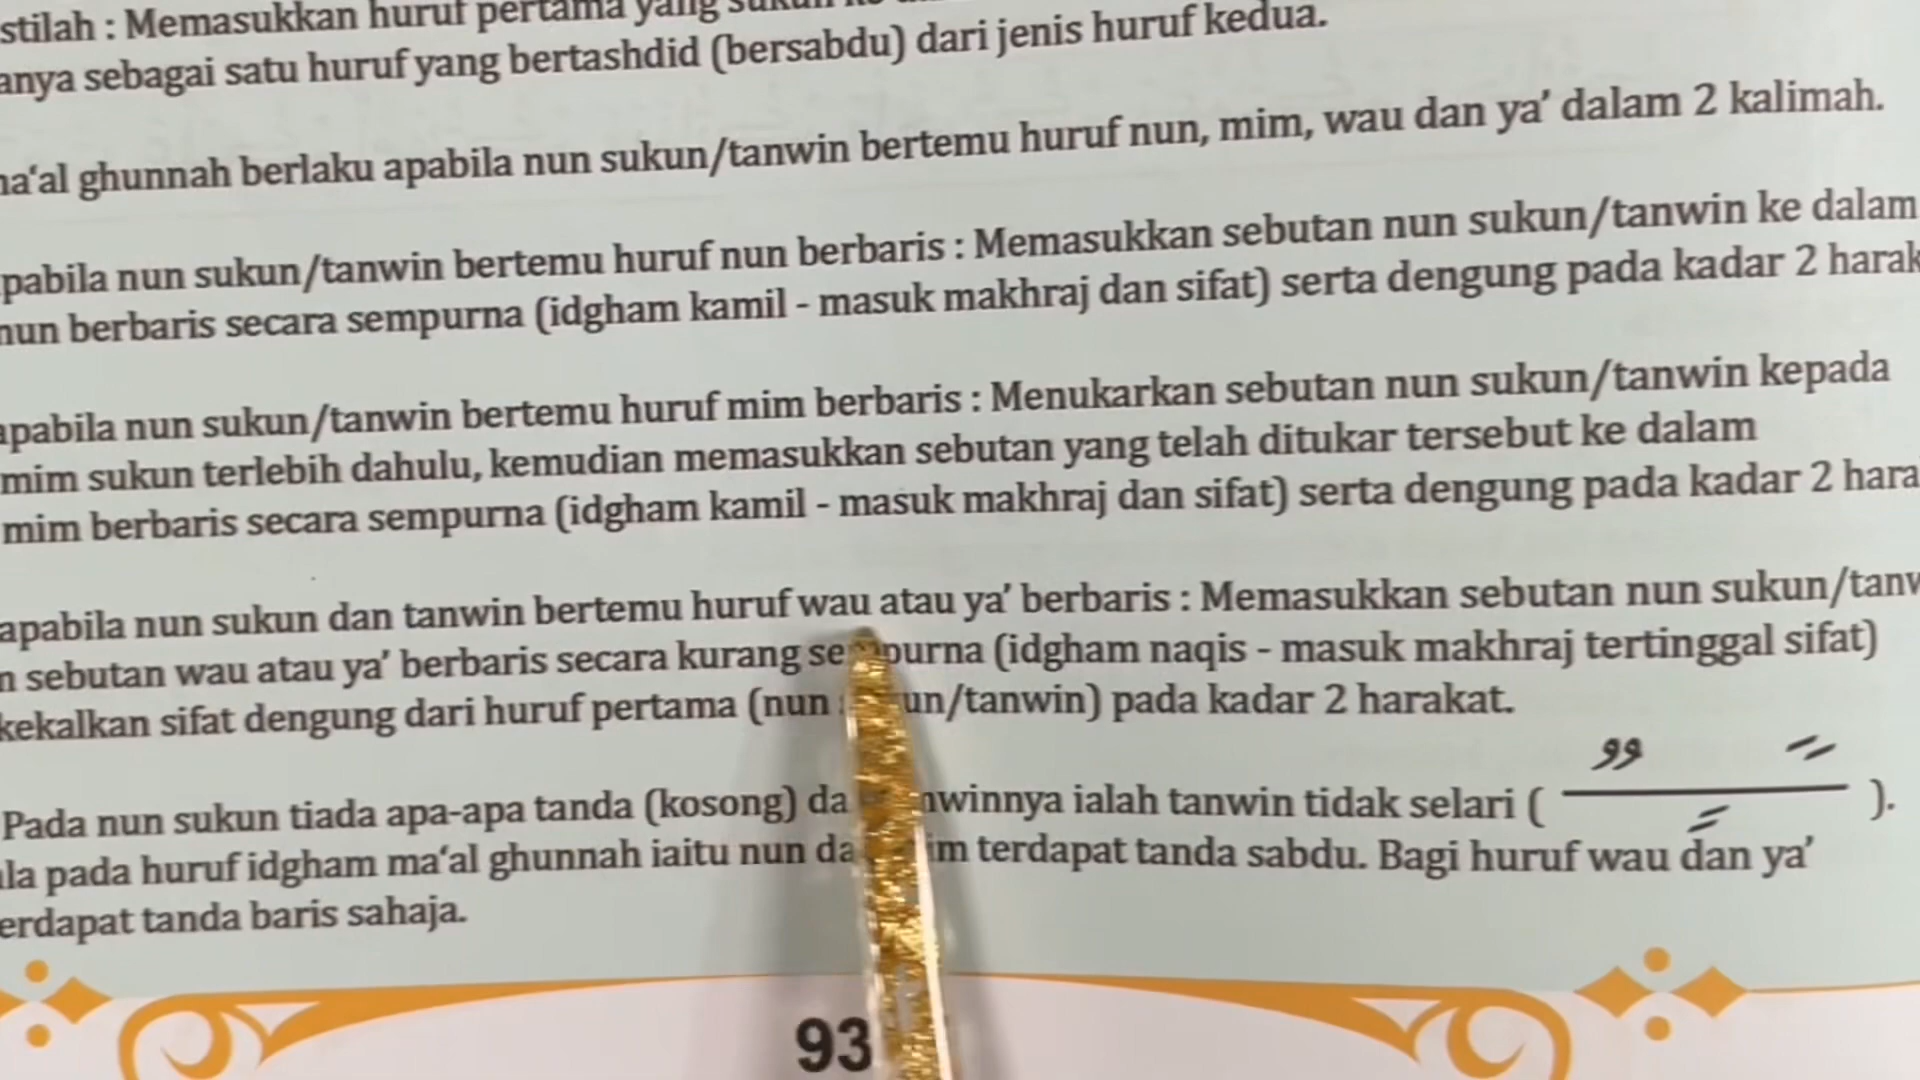 stilah : Memasukkan huruf pertama yang sukun
anya sebagai satu huruf yang bertashdid (bersabdu) dari jenis huruf kedua.
na‘al ghunnah berlaku apabila nun sukun/tanwin bertemu huruf nun, mim, wau dan ya’ dalam 2 kalimah.
pabila nun sukun/tanwin bertemu huruf nun berbaris : Memasukkan sebutan nun sukun/tanwin ke dalam
nun berbaris secara sempurna (idgham kamil - masuk makhraj dan sifat) serta dengung pada kadar 2 harak
apabila nun sukun/tanwin bertemu huruf mim berbaris : Menukarkan sebutan nun sukun/tanwin kepada
mim sukun terlebih dahulu, kemudian memasukkan sebutan yang telah ditukar tersebut ke dalam
mim berbaris secara sempurna (idgham kamil - masuk makhraj dan sifat) serta dengung pada kadar 2 hara
apabila nun sukun dan tanwin bertemu huruf wau atau ya’ berbaris : Memasukkan sebutan nun sukun/tanw
n sebutan wau atau ya’ berbaris secara kurang sempurna (idgham naqis - masuk makhraj tertinggal sifat)
kekalkan sifat dengung dari huruf pertama (nun un/tanwin) pada kadar 2 harakat.
Pada nun sukun tiada apa-apa tanda (kosong) da nwinnya ialah tanwin tidak selari ( ).
la pada huruf idgham ma‘al ghunnah iaitu nun da im terdapat tanda sabdu. Bagi huruf wau dan ya’
erdapat tanda baris sahaja.
93